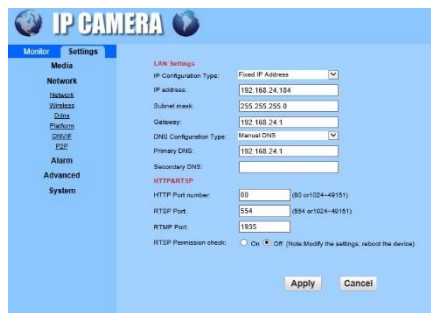 IP CAMERA
Monitor Settings
Media
Network
Network
Wireless
Ddns
Platform
ONVIF
P2P
Alarm
Advanced
System
LAN Settings
IP Configuration Type: Fixed IP Address
IP address: 192.168.24.184
Subnet mask: 255.255.255.0
Gateway: 192.168.24.1
DNS Configuration Type: Manual DNS
Primary DNS: 192.168.24.1
Secondary DNS:
HTTP&RTSP
HTTP Port number: 80 (80 or1024~49151)
RTSP Port: 554 (554 or1024~49151)
RTMP Port: 1935
RTSP Permission check: On Off (Note:Modify the settings, reboot the device)
Apply Cancel